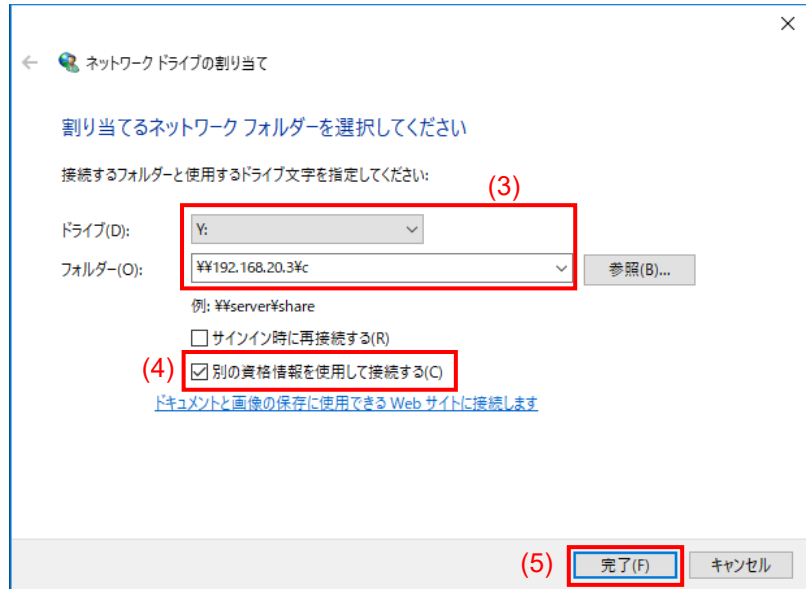 ネットワーク ドライブの割り当て
割り当てるネットワーク フォルダーを選択してください
接続するフォルダーと使用するドライブ文字を指定してください:
(3)
ドライブ(D): Y:
フォルダー(O): ¥¥192.168.20.3¥c 参照(B)...
例: ¥¥server¥share
サインイン時に再接続する(R)
(4) 別の資格情報を使用して接続する(C)
ドキュメントと画像の保存に使用できる Web サイトに接続します
(5) 完了(F) キャンセル